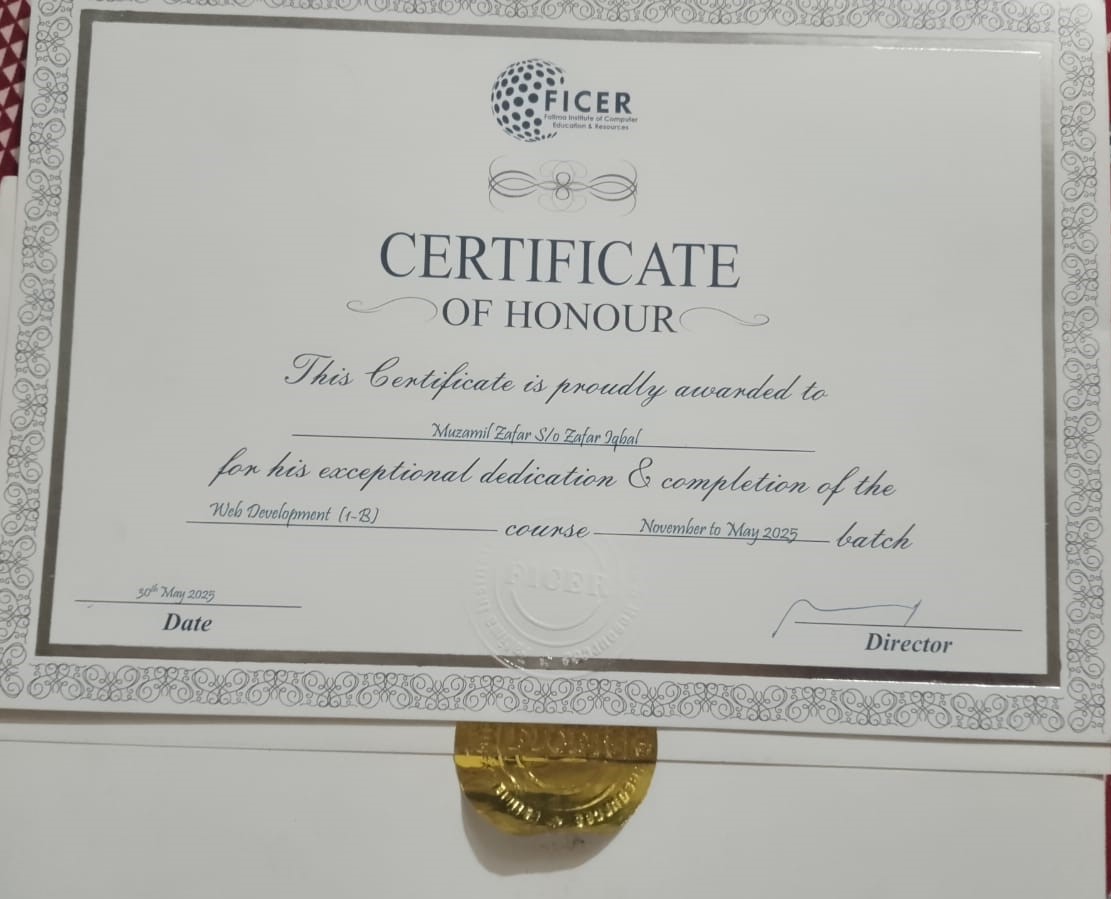 FICER
Fatima Institute of Computer
Education & Resources
CERTIFICATE
OF HONOUR
This Certificate is proudly awarded to
Muzamil Zafar S/o Zafar Iqbal
for his exceptional dedication & completion of the
Web Development (1-B) course November to May 2025 batch
30th May 2025
Date
Director
FICER